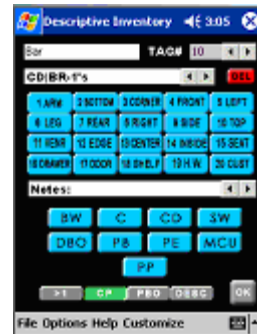 Descriptive Inventory 3:05
Bar TAG# 10
CD(BR-1"s DEL
1 ARM 2 BOTTOM 3 CORNER 4 FRONT 5 LEFT
6 LEG 7 REAR 8 RIGHT 9 SIDE 10 TOP
11 VENR 12 EDGE 13 CENTER 14 INSIDE 15 SEAT
16 DRAWER 17 DOOR 18 SHELF 19 H.W. 20 CUST
Notes:
BW C CD SW
DBO PB PE MCU
PP
>1 CP PBO DESC OK
File Options Help Customize